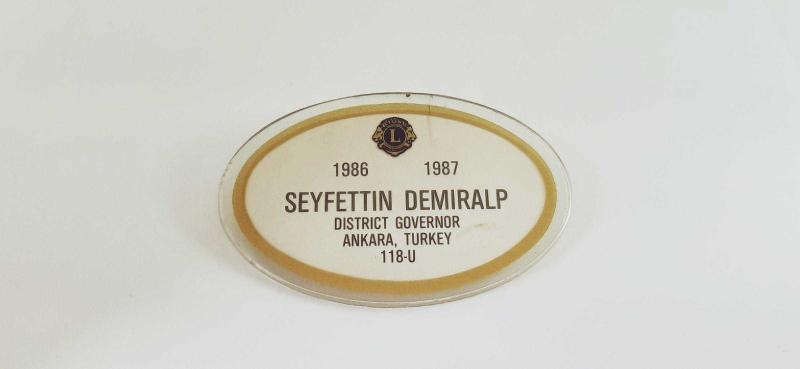 L
1986 1987
SEYFETTIN DEMIRALP
DISTRICT GOVERNOR
ANKARA, TURKEY
118-U